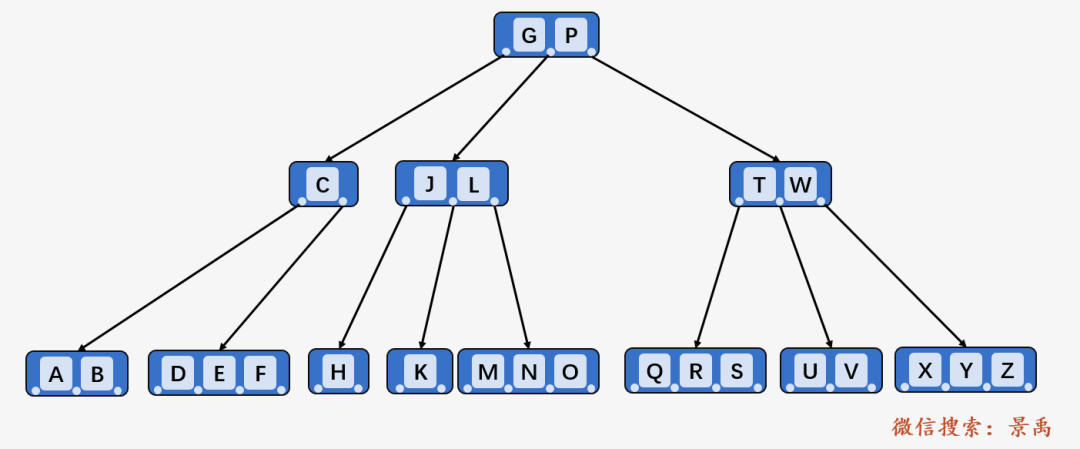 G P
C
J L
T W
A B
D E F
H
K
M N O
Q R S
U V
X Y Z
微信搜索：景禹